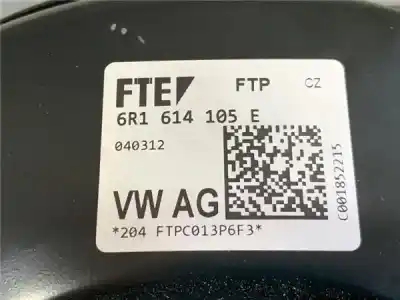 FTE FTP CZ
6R1 614 105 E
040312
VW AG
*204 FTPC013P6F3*
C001852215